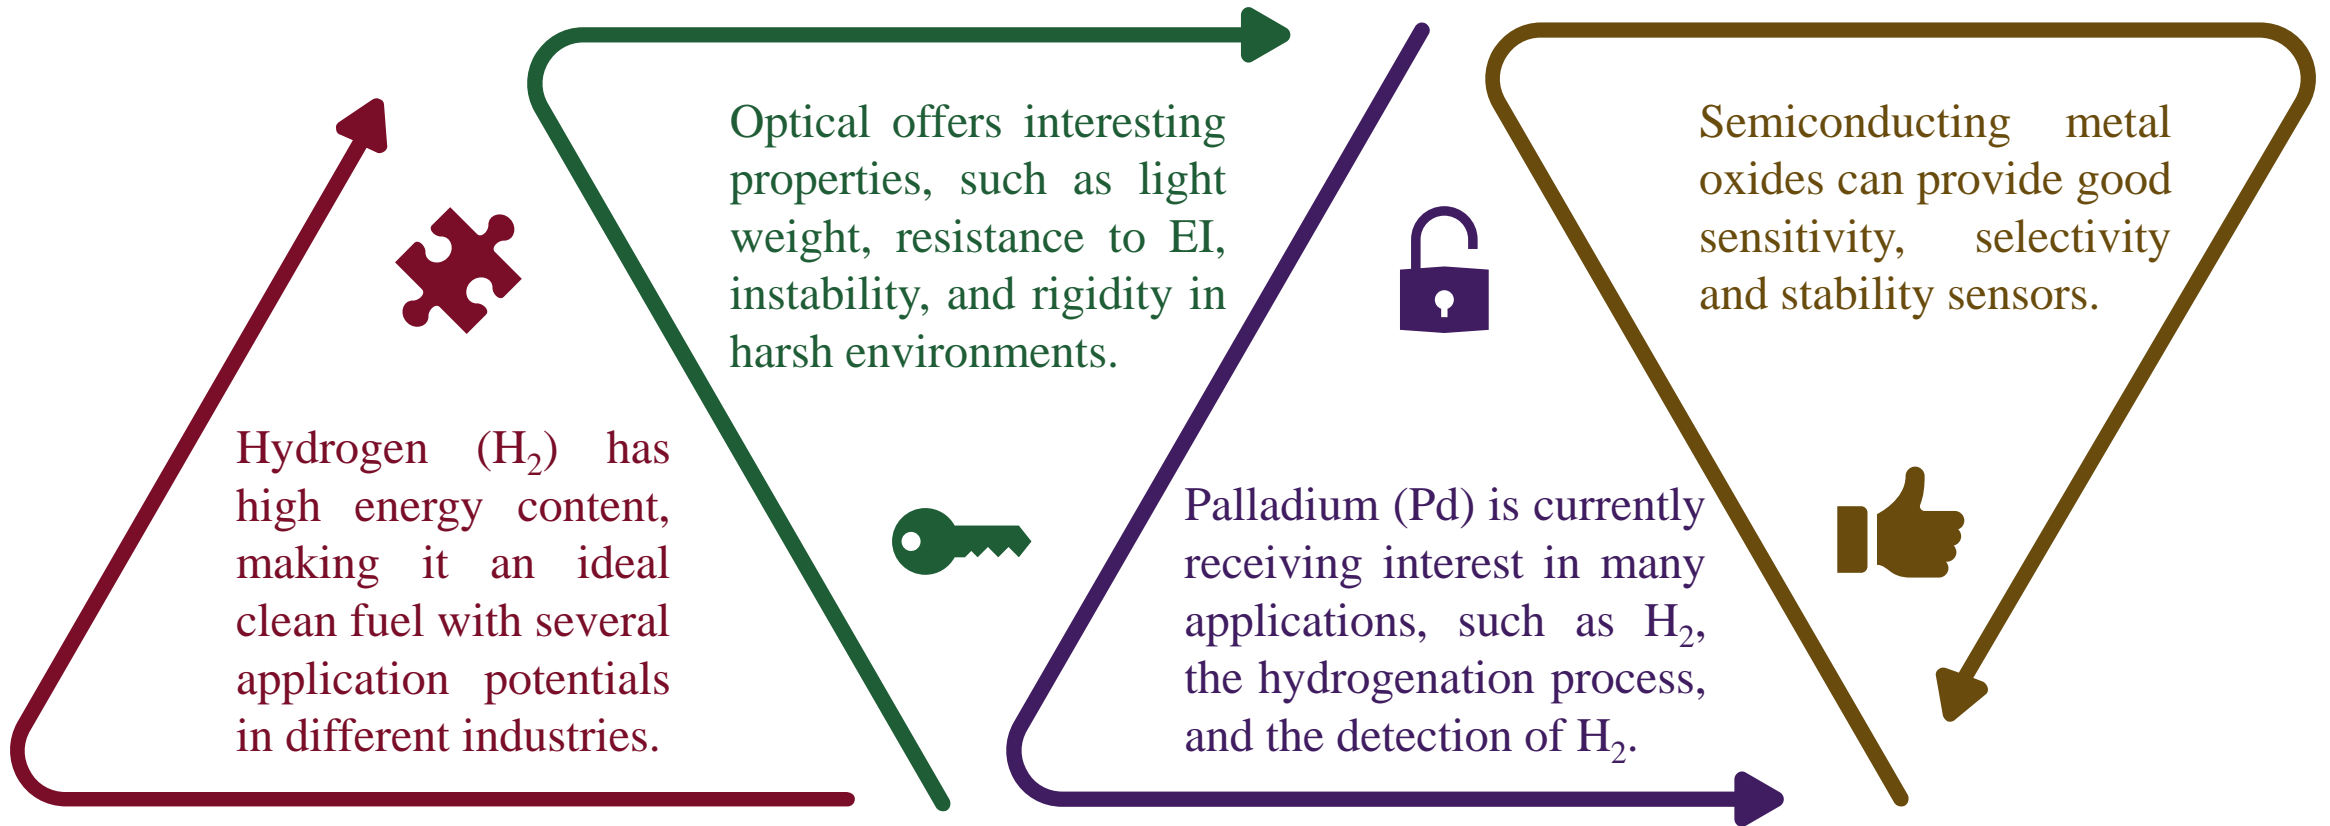 Hydrogen (H₂) has
high energy content,
making it an ideal
clean fuel with several
application potentials
in different industries.
Optical offers interesting
properties, such as light
weight, resistance to EI,
instability, and rigidity in
harsh environments.
Palladium (Pd) is currently
receiving interest in many
applications, such as H₂,
the hydrogenation process,
and the detection of H₂.
Semiconducting metal
oxides can provide good
sensitivity, selectivity
and stability sensors.